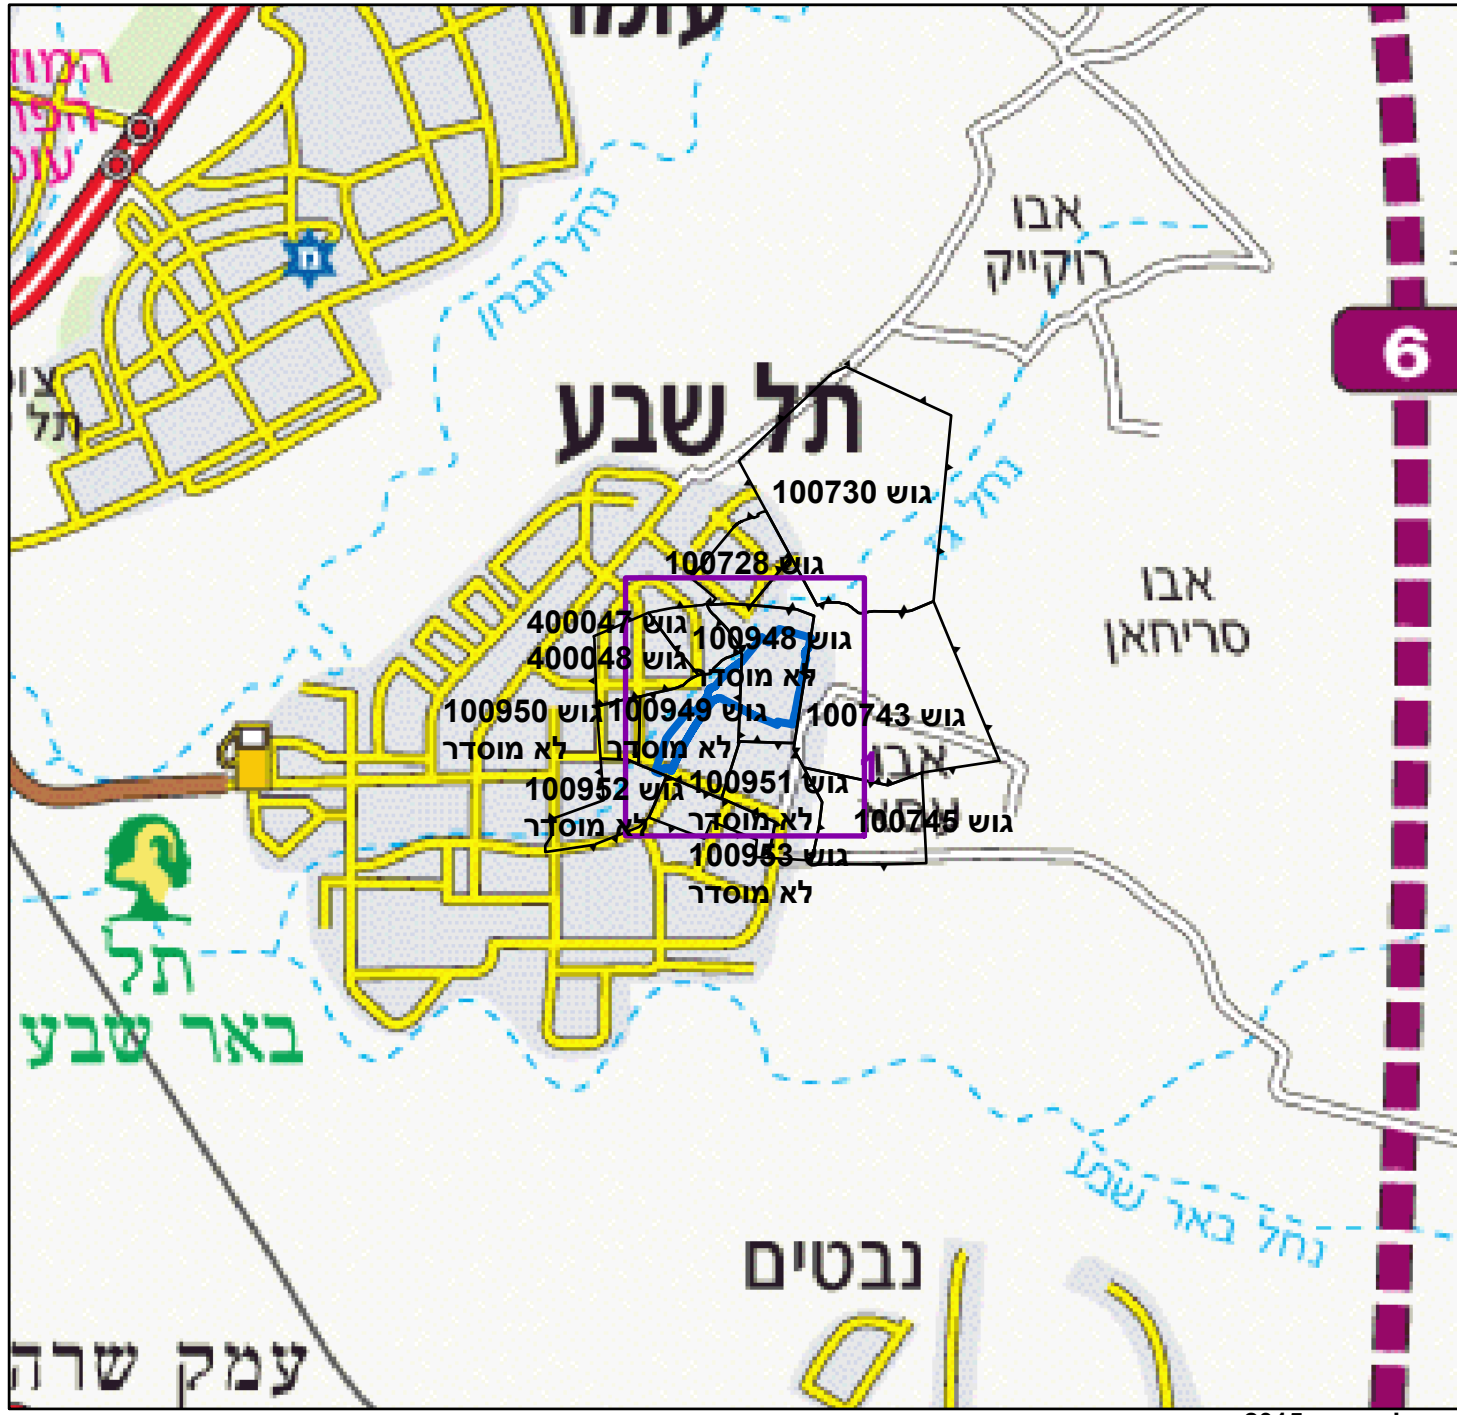 עומר
אבו
רוקייק
נחל חברון
תל שבע
6
גוש 100730
גוש 100728
גוש 400047
גוש 400048
גוש 100948
לא מוסדר
גוש 100950
לא מוסדר
גוש 100949
לא מוסדר
גוש 100743
אבו
גוש 100952
לא מוסדר
גוש 100951
לא מוסדר
1
גוש 100745
גוש 100953
לא מוסדר
אבו
סריחאן
תל
באר שבע
נחל באר שבע
נבטים
עמק שרה